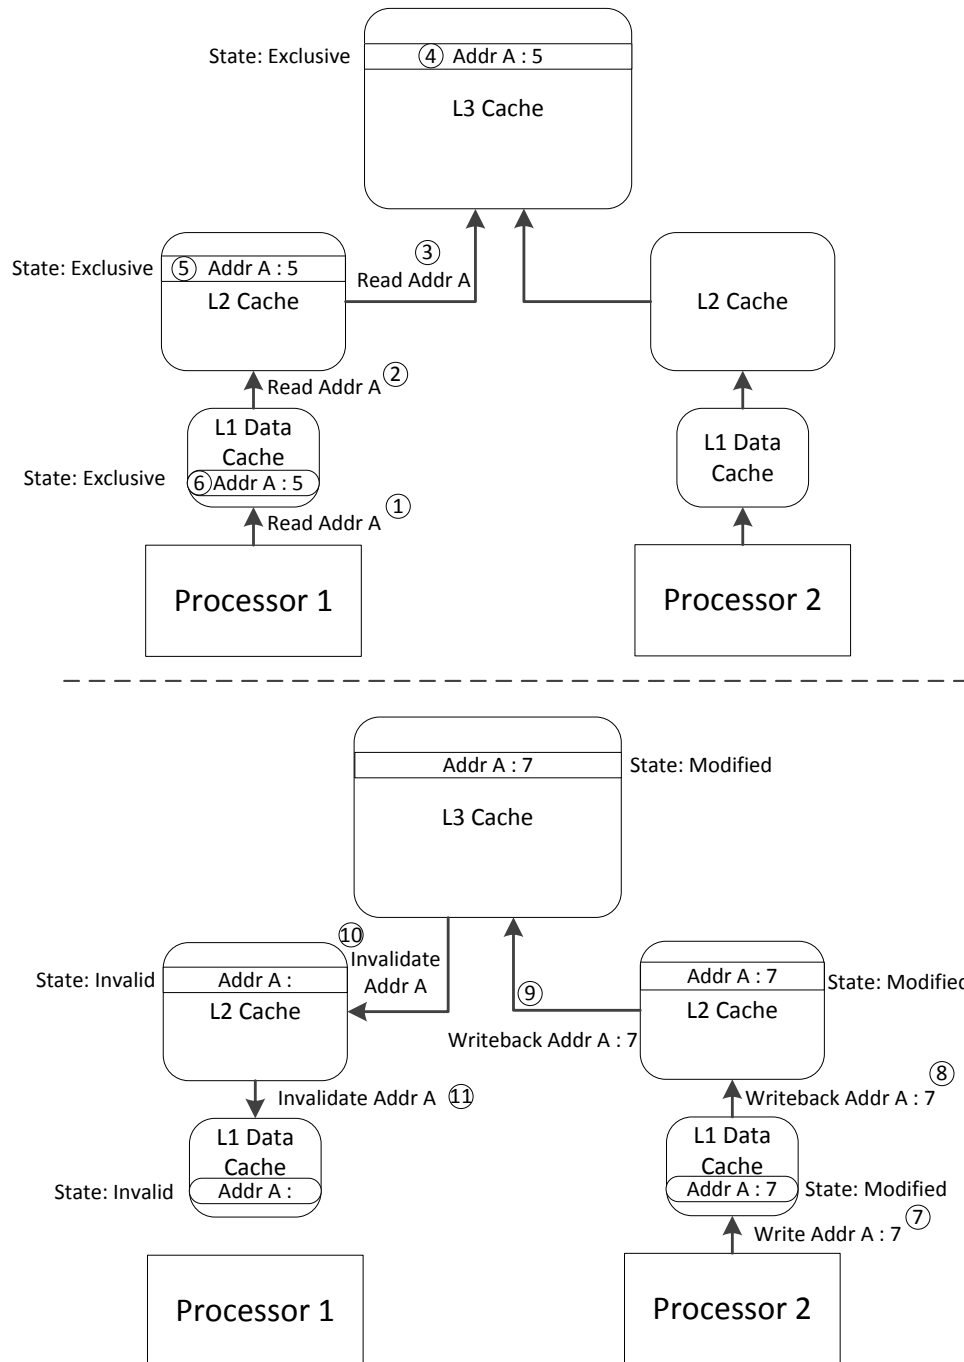 State: Exclusive
④ Addr A : 5
L3 Cache
③
Read Addr A
State: Exclusive
⑤ Addr A : 5
L2 Cache
L2 Cache
Read Addr A ②
L1 Data
Cache
State: Exclusive
⑥ Addr A : 5
L1 Data
Cache
Read Addr A ①
Processor 1
Processor 2
Addr A : 7
State: Modified
L3 Cache
⑩
Invalidate
Addr A
State: Invalid
Addr A :
L2 Cache
⑨
Writeback Addr A : 7
Addr A : 7
State: Modified
L2 Cache
Invalidate Addr A ⑪
⑧
Writeback Addr A : 7
L1 Data
Cache
State: Invalid
Addr A :
L1 Data
Cache
Addr A : 7
State: Modified
Write Addr A : 7 ⑦
Processor 1
Processor 2